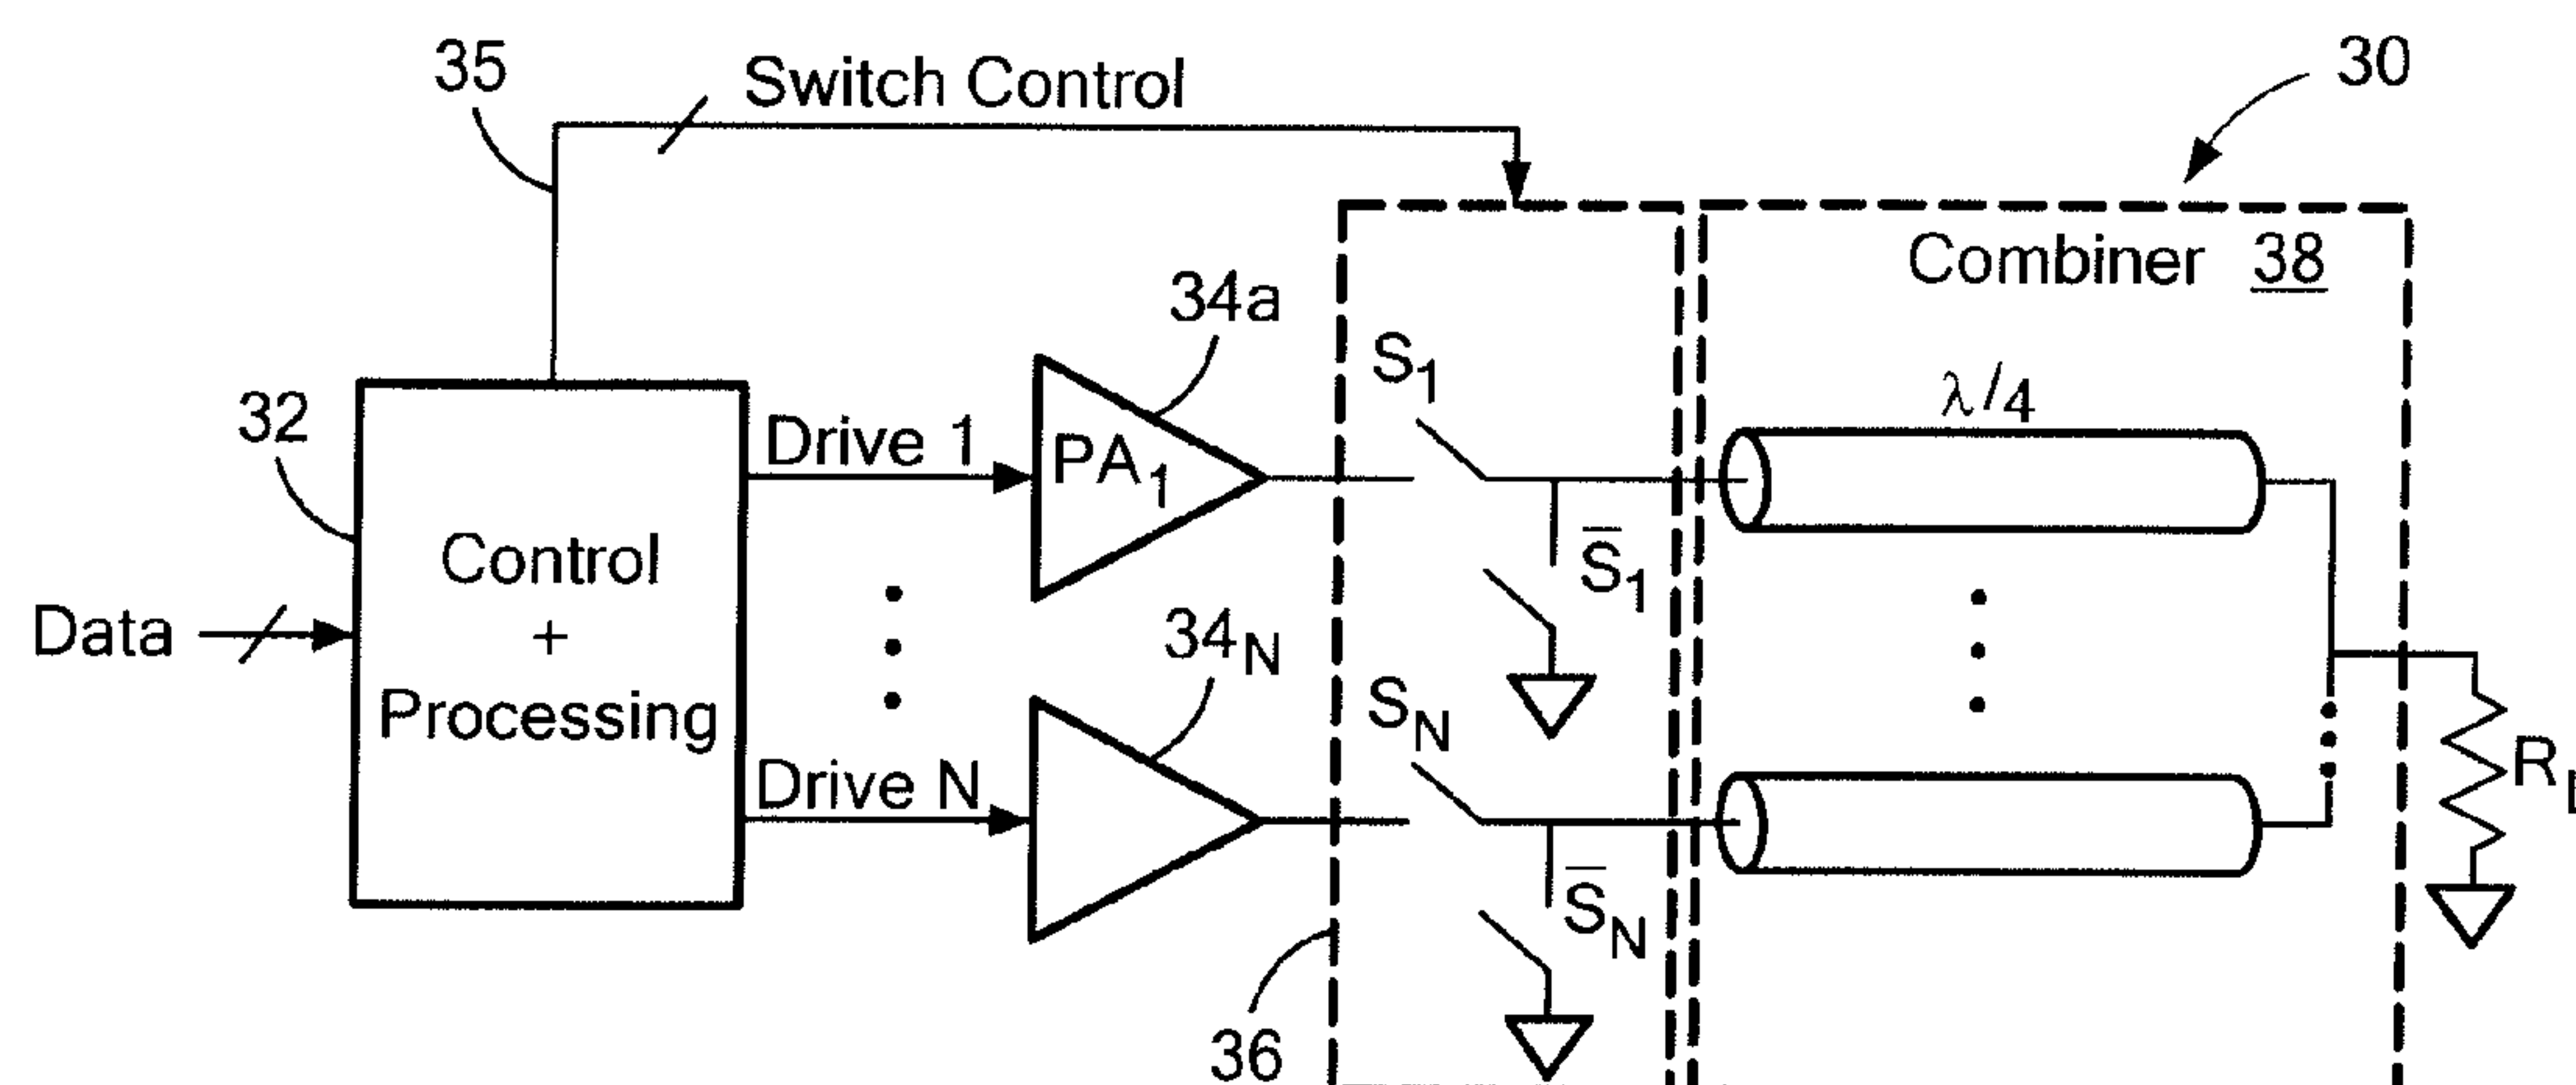 35
Switch Control
30
Combiner 38
34a
S1
λ/4
32
Drive 1
PA1
Control
+
Processing
S̄1
Data
34N
SN
Drive N
S̄N
36